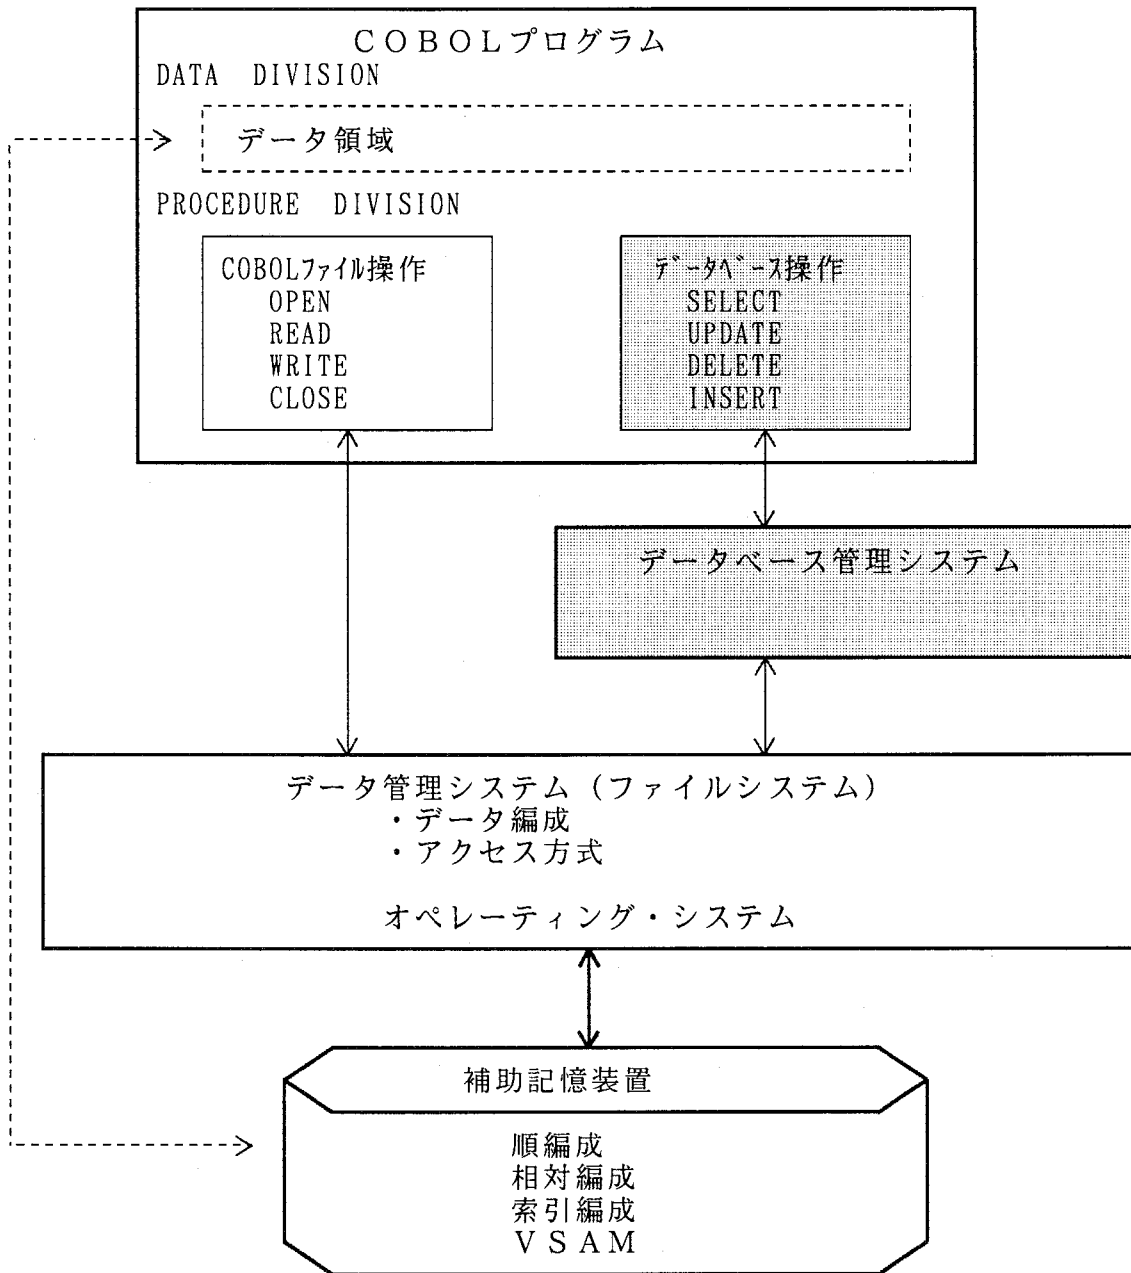 ＣＯＢＯＬプログラム
DATA DIVISION
データ領域
PROCEDURE DIVISION
COBOLﾌｧｲﾙ操作
OPEN
READ
WRITE
CLOSE
ﾃﾞｰﾀﾍﾞｰｽ操作
SELECT
UPDATE
DELETE
INSERT
データベース管理システム
データ管理システム（ファイルシステム）
・データ編成
・アクセス方式
オペレーティング・システム
補助記憶装置
順編成
相対編成
索引編成
ＶＳＡＭ